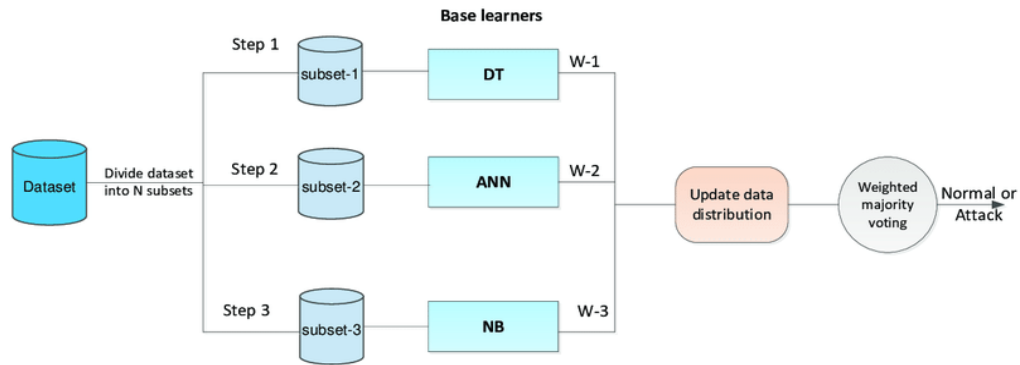 Base learners
Step 1
subset-1
DT
W-1
Dataset
Divide dataset
into N subsets
Step 2
subset-2
ANN
W-2
Update data
distribution
Weighted
majority
voting
Normal or
Attack
Step 3
subset-3
NB
W-3